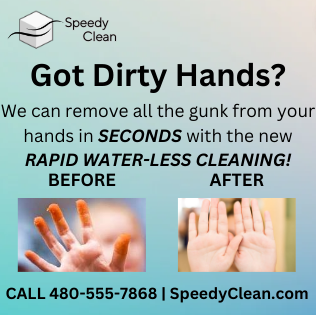 Speedy
Clean
Got Dirty Hands?
We can remove all the gunk from your
hands in SECONDS with the new
RAPID WATER-LESS CLEANING!
BEFORE AFTER
CALL 480-555-7868 | SpeedyClean.com